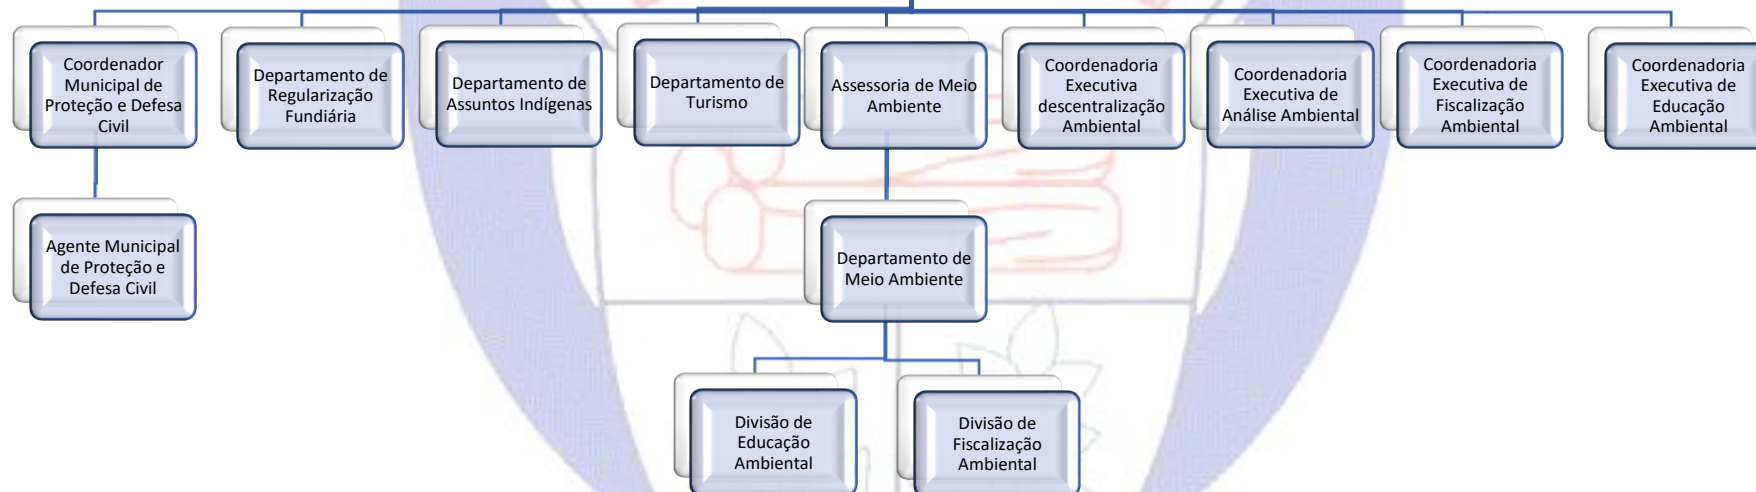 Coordenador
Municipal de
Proteção e Defesa
Civil
Departamento de
Regularização
Fundiária
Departamento de
Assuntos Indígenas
Departamento de
Turismo
Assessoria de Meio
Ambiente
Coordenadoria
Executiva
descentralização
Ambiental
Coordenadoria
Executiva de
Análise Ambiental
Coordenadoria
Executiva de
Fiscalização
Ambiental
Coordenadoria
Executiva de
Educação
Ambiental
Agente Municipal
de Proteção e
Defesa Civil
Departamento de
Meio Ambiente
Divisão de
Educação
Ambiental
Divisão de
Fiscalização
Ambiental